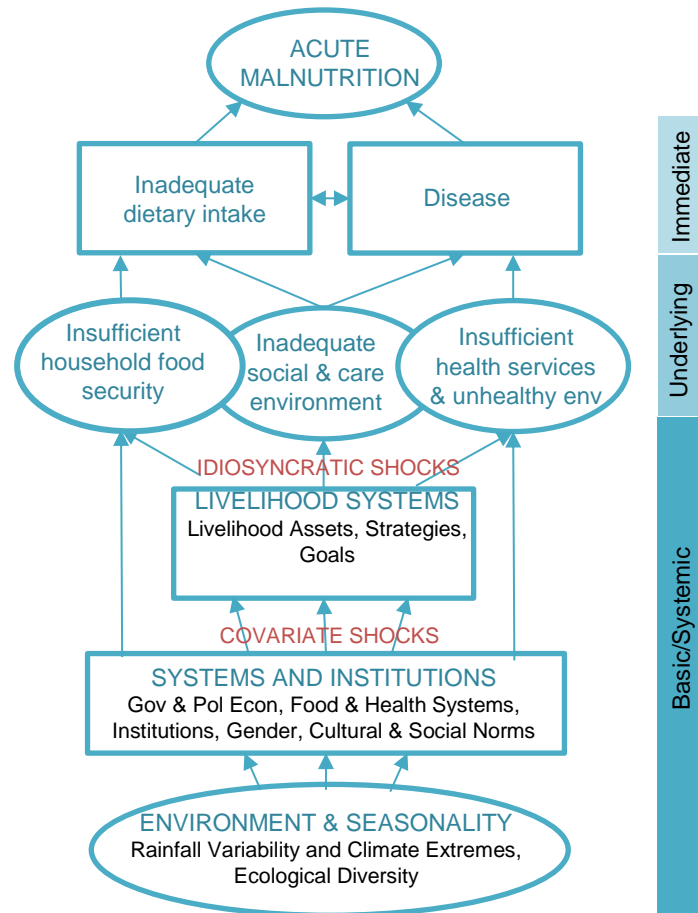 ACUTE
MALNUTRITION
Inadequate
dietary intake
Disease
Immediate
Insufficient
household food
security
Inadequate
social & care
environment
Insufficient
health services
& unhealthy env
Underlying
IDIOSYNCRATIC SHOCKS
LIVELIHOOD SYSTEMS
Livelihood Assets, Strategies,
Goals
COVARIATE SHOCKS
SYSTEMS AND INSTITUTIONS
Gov & Pol Econ, Food & Health Systems,
Institutions, Gender, Cultural & Social Norms
Basic/Systemic
ENVIRONMENT & SEASONALITY
Rainfall Variability and Climate Extremes,
Ecological Diversity